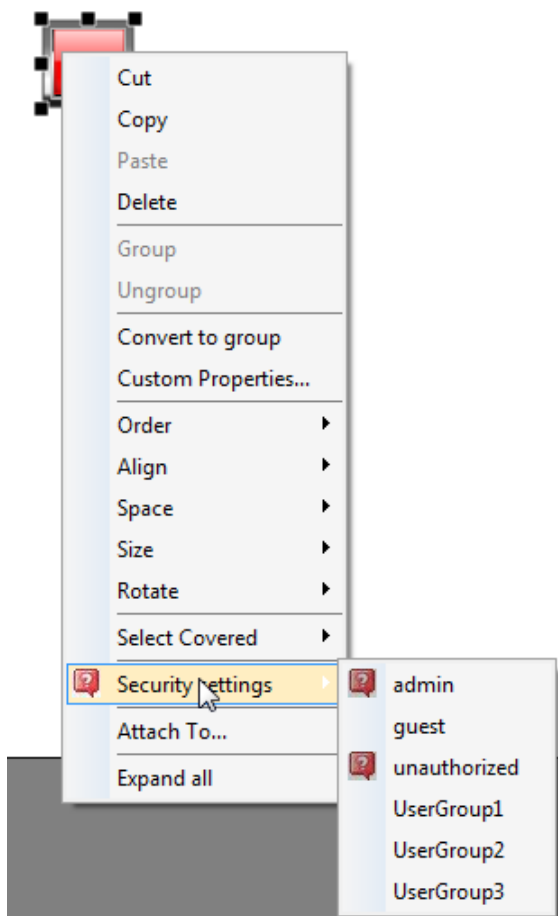 Cut
Copy
Paste
Delete
Group
Ungroup
Convert to group
Custom Properties...
Order
Align
Space
Size
Rotate
Select Covered
Security settings
Attach To...
Expand all
admin
guest
unauthorized
UserGroup1
UserGroup2
UserGroup3